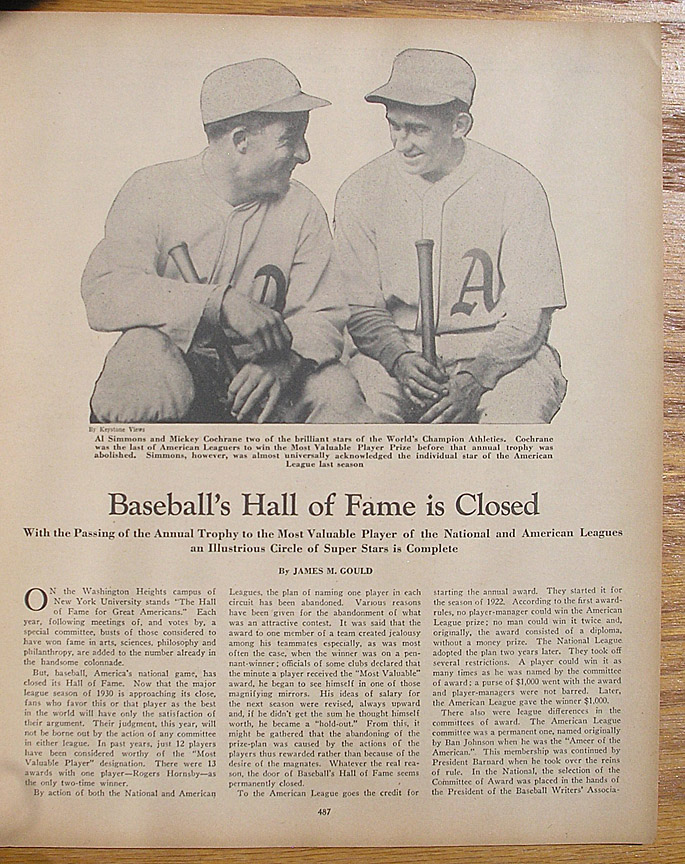 A
By Keystone Views
Al Simmons and Mickey Cochrane two of the brilliant stars of the World's Champion Athletics. Cochrane
was the last of American Leaguers to win the Most Valuable Player Prize before that annual trophy was
abolished. Simmons, however, was almost universally acknowledged the individual star of the American
League last season
Baseball's Hall of Fame is Closed
With the Passing of the Annual Trophy to the Most Valuable Player of the National and American Leagues
an Illustrious Circle of Super Stars is Complete
By JAMES M. GOULD
ON the Washington Heights campus of
New York University stands "The Hall
of Fame for Great Americans." Each
year, following meetings of, and votes by, a
special committee, busts of those considered to
have won fame in arts, sciences, philosophy and
philanthropy, are added to the number already in
the handsome colonnade.
But, baseball, America's national game, has
closed its Hall of Fame. Now that the major
league season of 1930 is approaching its close,
fans who favor this or that player as the best
in the world will have only the satisfaction of
their argument. Their judgment, this year, will
not be borne out by the action of any committee
in either league. In past years, just 12 players
have been considered worthy of the "Most
Valuable Player" designation. There were 13
awards with one player—Rogers Hornsby—as
the only two-time winner.
By action of both the National and American
Leagues, the plan of naming one player in each
circuit has been abandoned. Various reasons
have been given for the abandonment of what
was an attractive contest. It was said that the
award to one member of a team created jealousy
among his teammates especially, as was most
often the case, when the winner was on a pen-
nant-winner; officials of some clubs declared that
the minute a player received the "Most Valuable"
award, he began to see himself in one of those
magnifying mirrors. His ideas of salary for
the next season were revised, always upward
and, if he didn't get the sum he thought himself
worth, he became a "hold-out." From this, it
might be gathered that the abandoning of the
prize-plan was caused by the actions of the
players thus rewarded rather than because of the
desire of the magnates. Whatever the real rea-
son, the door of Baseball's Hall of Fame seems
permanently closed.
To the American League goes the credit for
starting the annual award. They started it for
the season of 1922. According to the first award-
rules, no player-manager could win the American
League prize; no man could win it twice and,
originally, the award consisted of a diploma,
without a money prize. The National League
adopted the plan two years later. They took off
several restrictions. A player could win it as
many times as he was named by the committee
of award; a purse of $1,000 went with the award
and player-managers were not barred. Later,
the American League gave the winner $1,000.
There also were league differences in the
committees of award. The American League
committee was a permanent one, named originally
by Ban Johnson when he was the "Ameer of the
American." This membership was continued by
President Barnard when he took over the reins
of rule. In the National, the selection of the
Committee of Award was placed in the hands of
the President of the Baseball Writers' Associa-
487